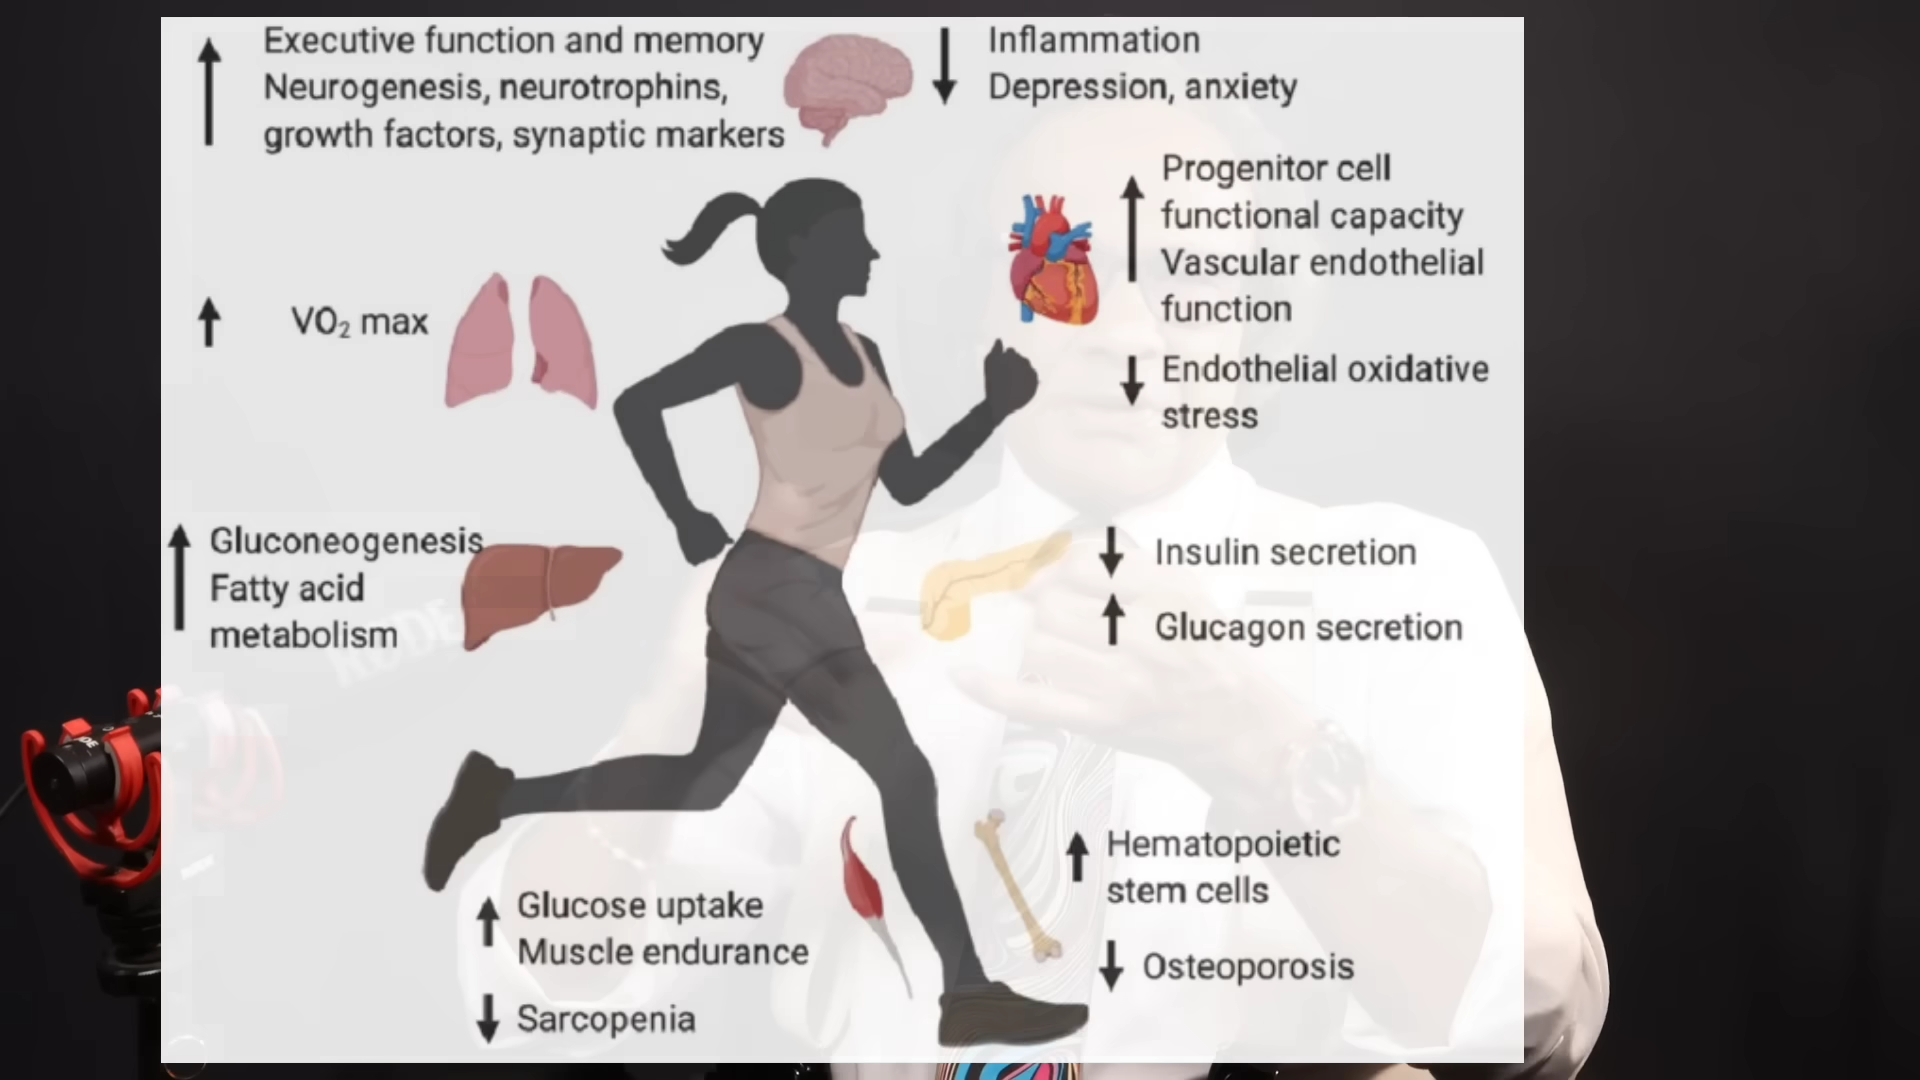 Executive function and memory
Neurogenesis, neurotrophins,
growth factors, synaptic markers
Inflammation
Depression, anxiety
Progenitor cell
functional capacity
Vascular endothelial
function
Endothelial oxidative
stress
VO₂ max
Gluconeogenesis
Fatty acid
metabolism
Insulin secretion
Glucagon secretion
Glucose uptake
Muscle endurance
Sarcopenia
Hematopoietic
stem cells
Osteoporosis
RODE